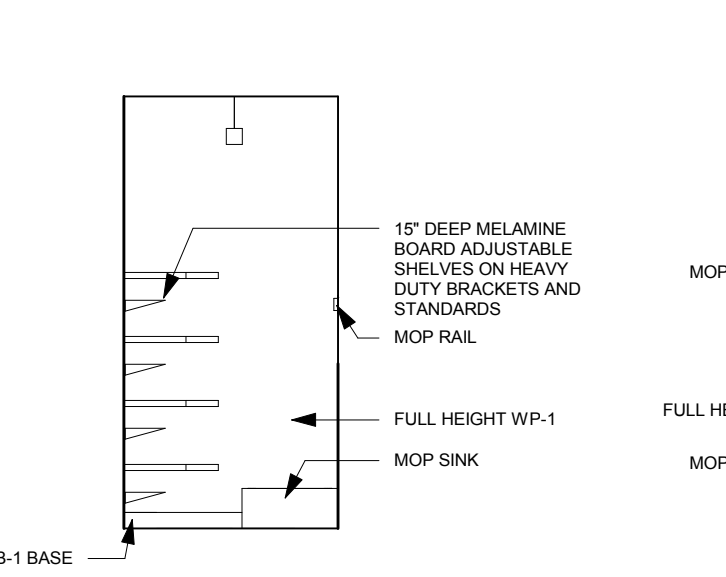 15" DEEP MELAMINE
BOARD ADJUSTABLE
SHELVES ON HEAVY
DUTY BRACKETS AND
STANDARDS
MOP RAIL
FULL HEIGHT WP-1
MOP SINK
-1 BASE
MOP
FULL
MOP